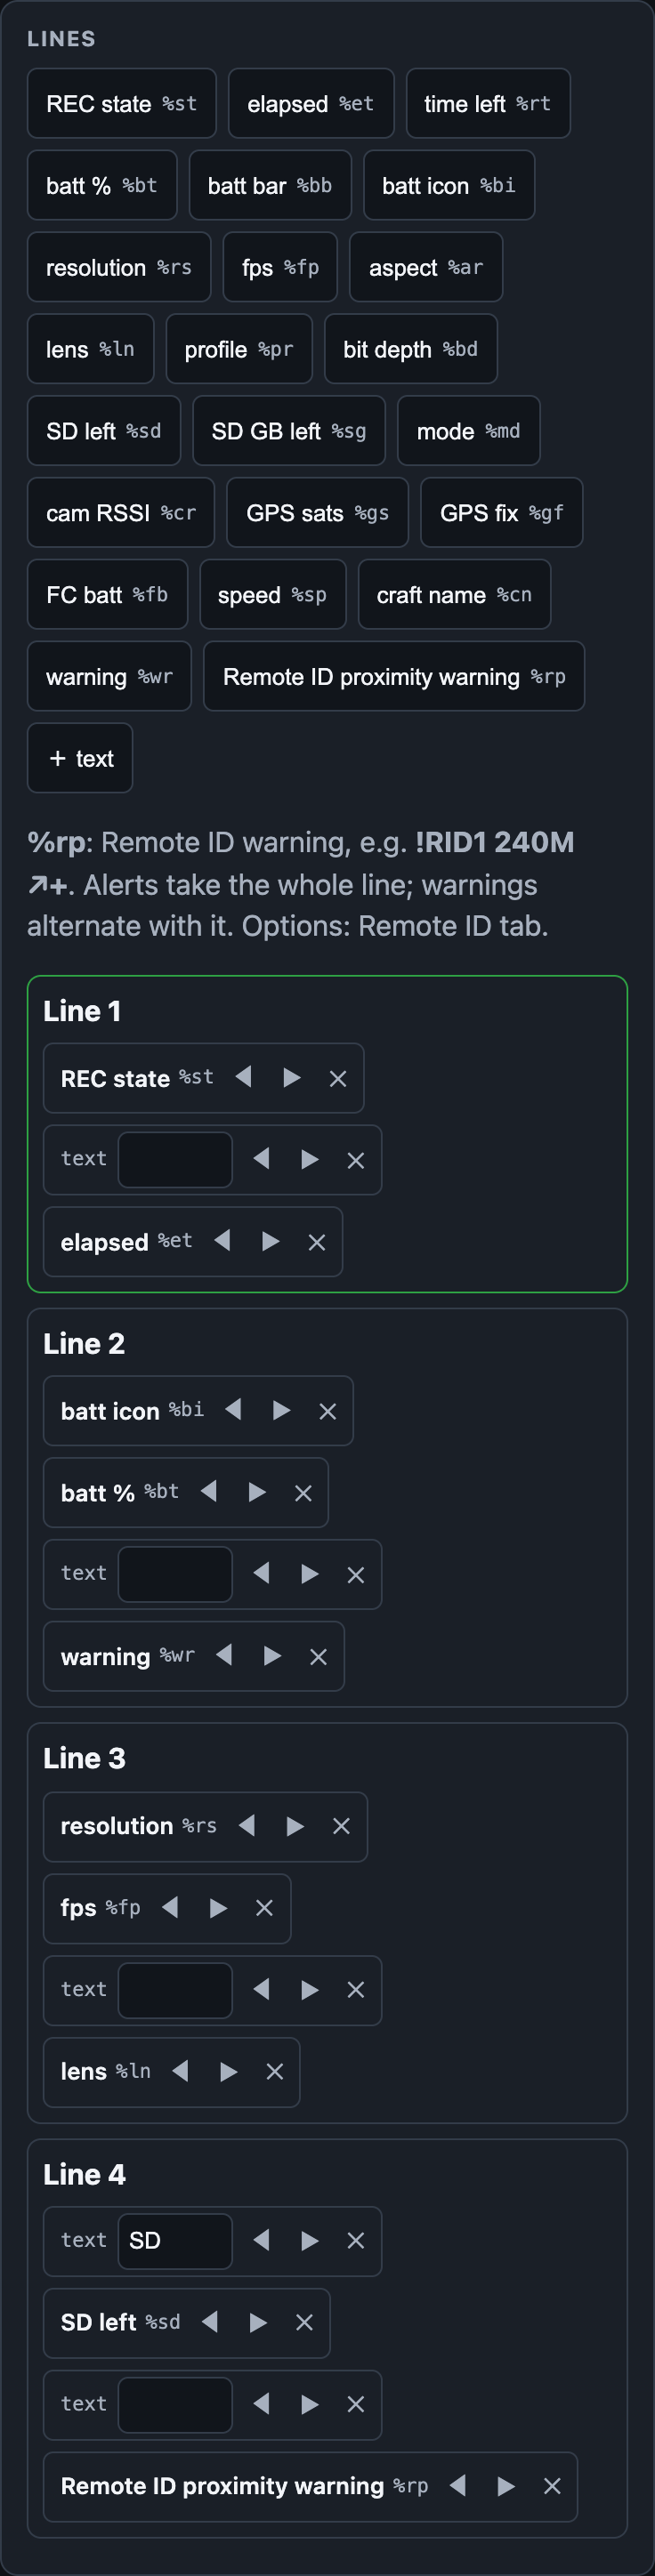 LINES
REC state %st elapsed %et time left %rt
batt % %bt batt bar %bb batt icon %bi
resolution %rs fps %fp aspect %ar
lens %ln profile %pr bit depth %bd
SD left %sd SD GB left %sg mode %md
cam RSSI %cr GPS sats %gs GPS fix %gf
FC batt %fb speed %sp craft name %cn
warning %wr Remote ID proximity warning %rp
+ text
%rp: Remote ID warning, e.g. !RID1 240M
↗+. Alerts take the whole line; warnings
alternate with it. Options: Remote ID tab.
Line 1
REC state %st ◀ ▶ ×
text ◀ ▶ ×
elapsed %et ◀ ▶ ×
Line 2
batt icon %bi ◀ ▶ ×
batt % %bt ◀ ▶ ×
text ◀ ▶ ×
warning %wr ◀ ▶ ×
Line 3
resolution %rs ◀ ▶ ×
fps %fp ◀ ▶ ×
text ◀ ▶ ×
lens %ln ◀ ▶ ×
Line 4
text SD ◀ ▶ ×
SD left %sd ◀ ▶ ×
text ◀ ▶ ×
Remote ID proximity warning %rp ◀ ▶ ×